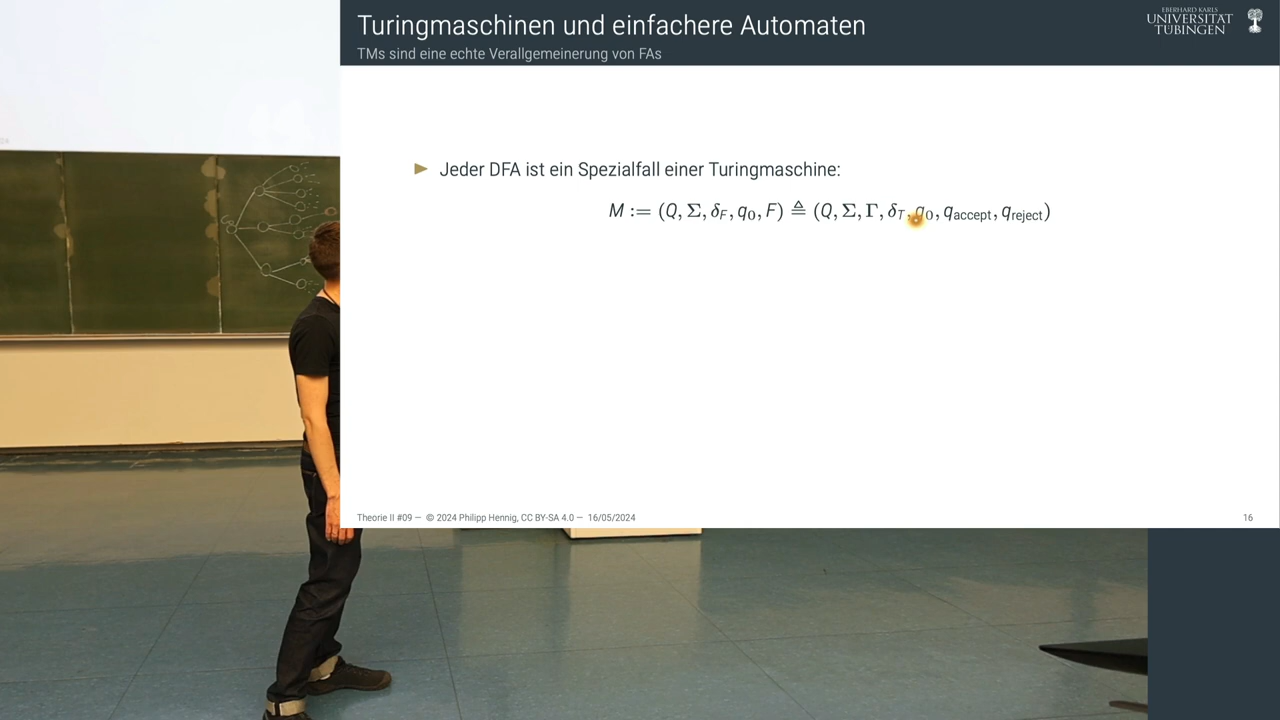 Turingmaschinen und einfachere Automaten
TMs sind eine echte Verallgemeinerung von FAs
EBERHARD KARLS
UNIVERSITÄT
TÜBINGEN
► Jeder DFA ist ein Spezialfall einer Turingmaschine:
M := (Q, Σ, δ_F, q_0, F) ≙ (Q, Σ, Γ, δ_T, q_0, q_accept, q_reject)
Theorie II #09 — © 2024 Philipp Hennig, CC BY-SA 4.0 — 16/05/2024
16